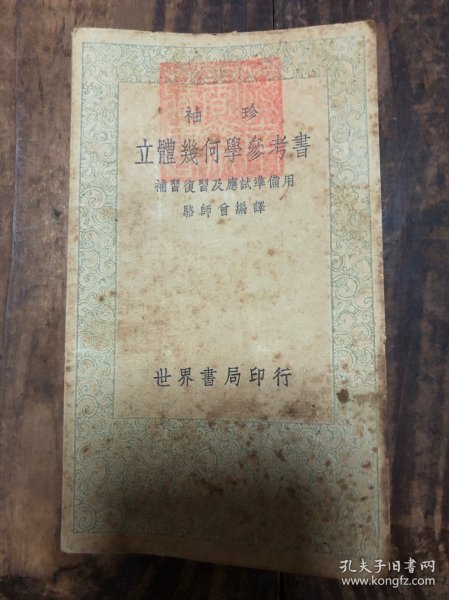 袖珍
立體幾何學參考書
補習復習及應試準備用
駱師曾編譯
世界書局印行
孔夫子旧书网
www.kongfz.com